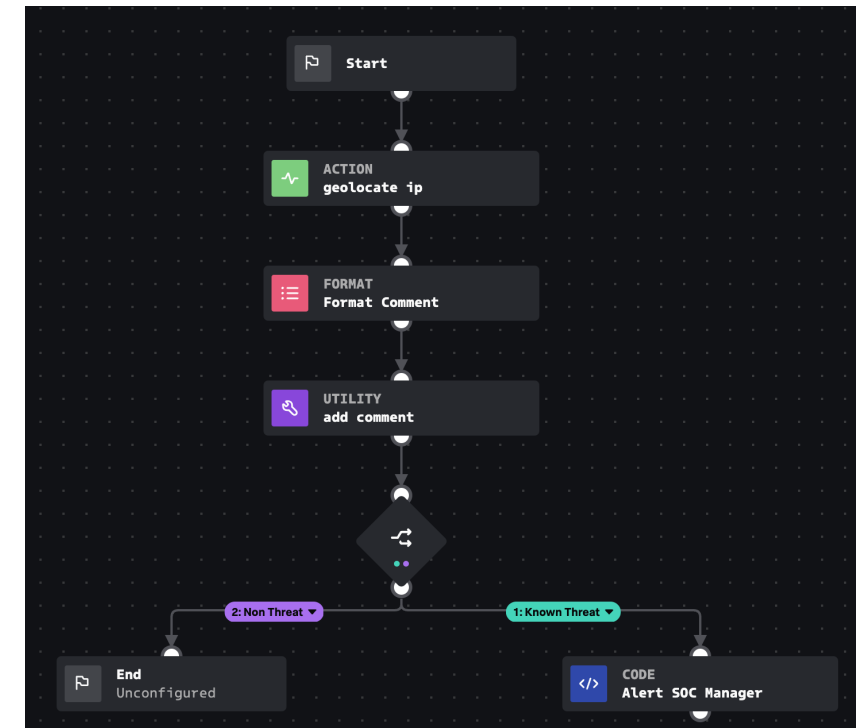 Start
ACTION
geolocate ip
FORMAT
Format Comment
UTILITY
add comment
2: Non Threat
1: Known Threat
End
Unconfigured
CODE
Alert SOC Manager